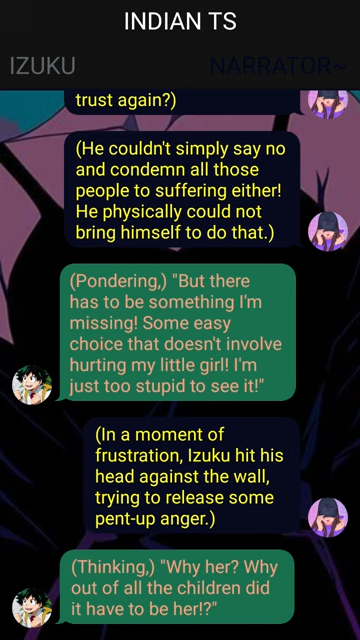 INDIAN TS
IZUKU
NARRATOR~
trust again?)
(He couldn't simply say no
and condemn all those
people to suffering either!
He physically could not
bring himself to do that.)
(Pondering,) "But there
has to be something I'm
missing! Some easy
choice that doesn't involve
hurting my little girl! I'm
just too stupid to see it!"
(In a moment of
frustration, Izuku hit his
head against the wall,
trying to release some
pent-up anger.)
(Thinking,) "Why her? Why
out of all the children did
it have to be her!?"